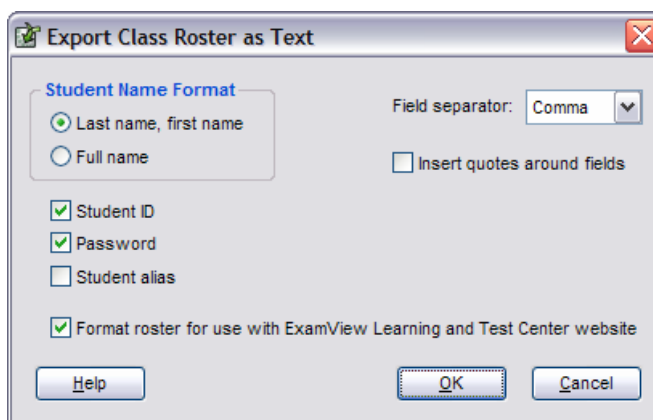 Export Class Roster as Text
Student Name Format
Last name, first name
Full name
Field separator: Comma
Insert quotes around fields
Student ID
Password
Student alias
Format roster for use with ExamView Learning and Test Center website
Help OK Cancel